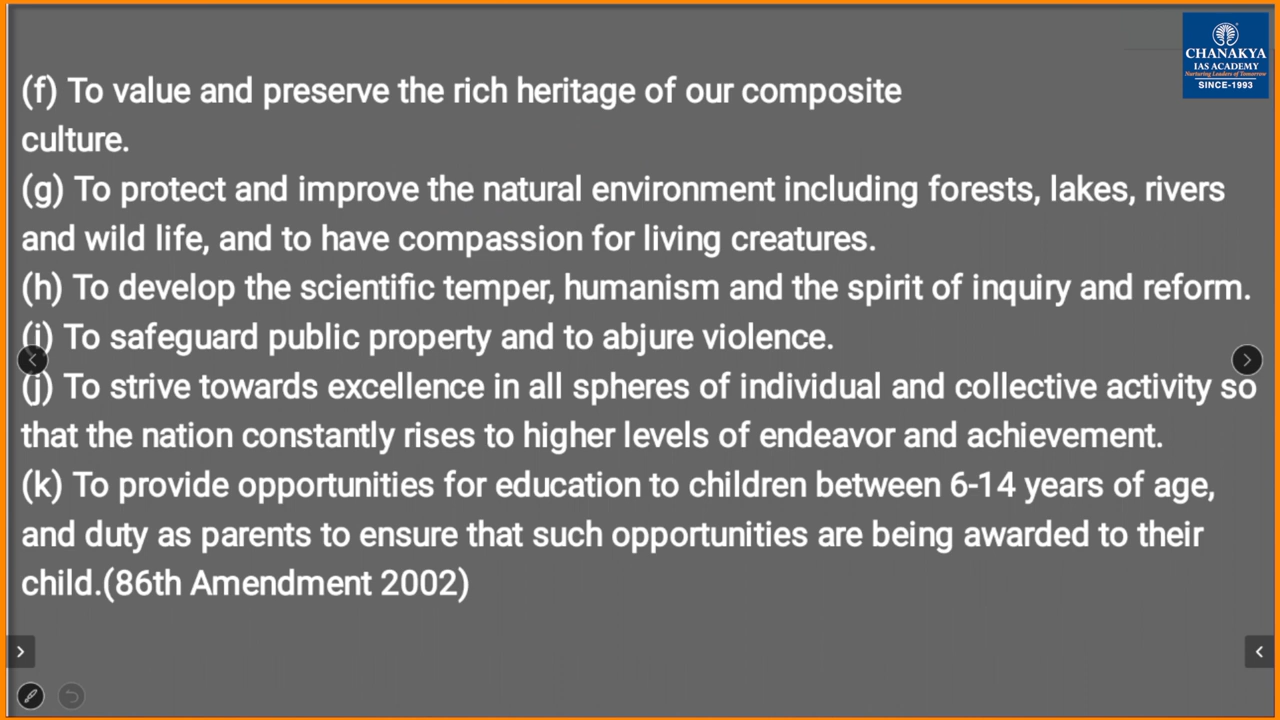 CHANAKYA
IAS ACADEMY
Nurturing Leaders of Tomorrow
SINCE-1993
(f) To value and preserve the rich heritage of our composite
culture.
(g) To protect and improve the natural environment including forests, lakes, rivers
and wild life, and to have compassion for living creatures.
(h) To develop the scientific temper, humanism and the spirit of inquiry and reform.
(i) To safeguard public property and to abjure violence.
(j) To strive towards excellence in all spheres of individual and collective activity so
that the nation constantly rises to higher levels of endeavor and achievement.
(k) To provide opportunities for education to children between 6-14 years of age,
and duty as parents to ensure that such opportunities are being awarded to their
child.(86th Amendment 2002)